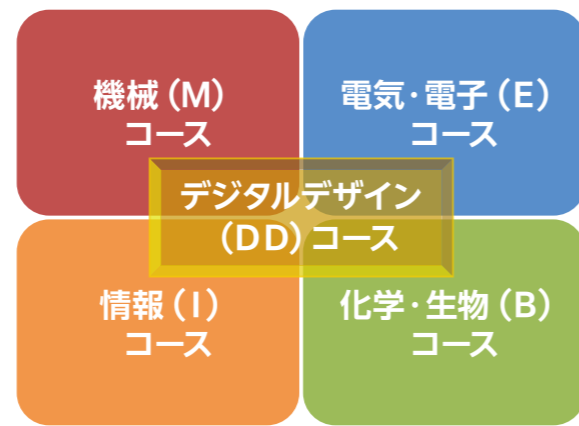 機械（M）
コース
電気・電子（E）
コース
デジタルデザイン
（DD）コース
情報（I）
コース
化学・生物（B）
コース